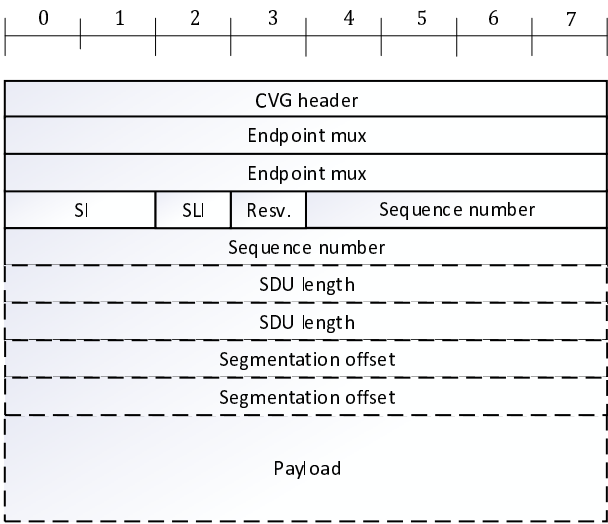 0 1 2 3 4 5 6 7
CVG header
Endpoint mux
Endpoint mux
SI SLI Resv. Sequence number
Sequence number
SDU length
SDU length
Segmentation offset
Segmentation offset
Payload